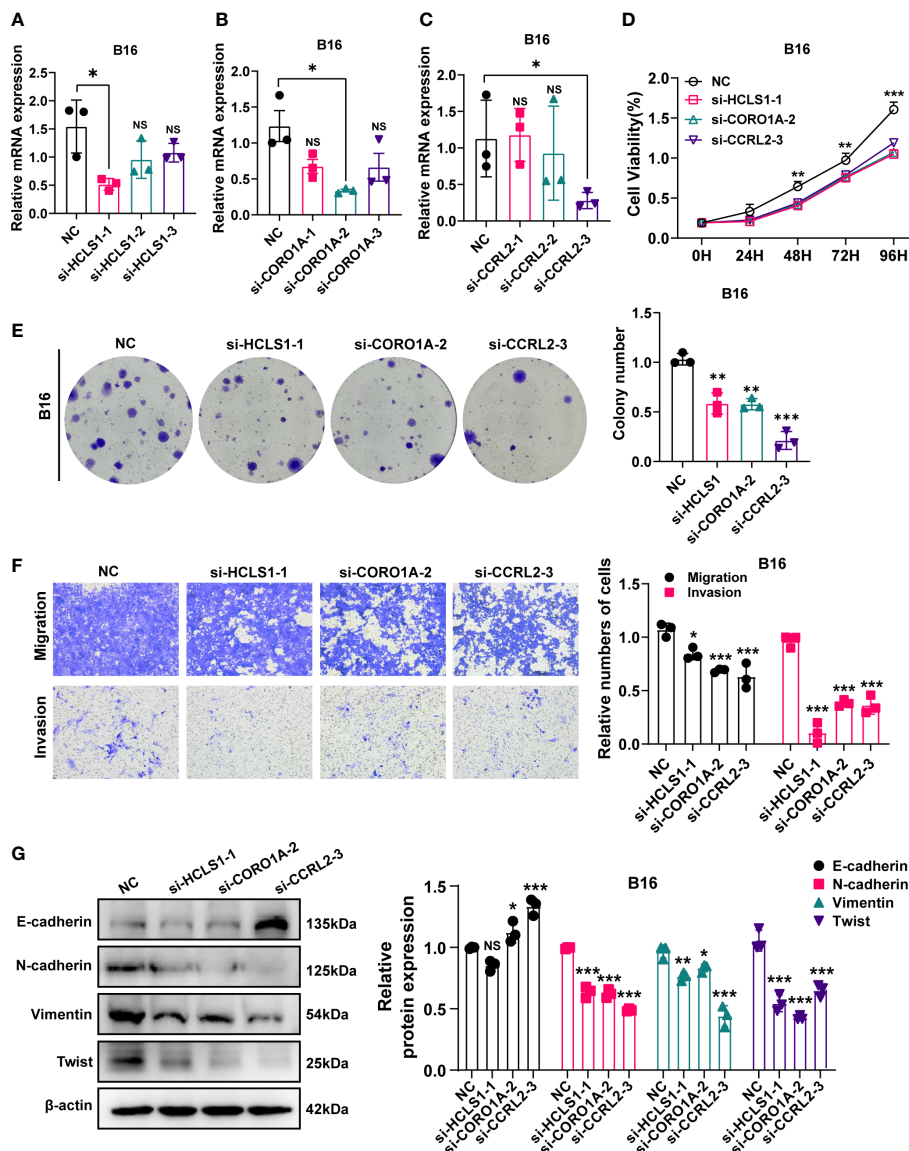 A
B16
Relative mRNA expression
2.5
2.0
1.5
1.0
0.5
0.0
*
NS
NS
NC
si-HCLS1-1
si-HCLS1-2
si-HCLS1-3
B
B16
Relative mRNA expression
2.0
1.5
1.0
0.5
0.0
*
NS
NS
NC
si-CORO1A-1
si-CORO1A-2
si-CORO1A-3
C
B16
Relative mRNA expression
2.0
1.5
1.0
0.5
0.0
*
NS
NS
NC
si-CCRL2-1
si-CCRL2-2
si-CCRL2-3
D
B16
Cell Viability(%)
2.0
1.5
1.0
0.5
0.0
NC
si-HCLS1-1
si-CORO1A-2
si-CCRL2-3
**
**
***
0H 24H 48H 72H 96H
E
B16
NC si-HCLS1-1 si-CORO1A-2 si-CCRL2-3
B16
Colony number
1.5
1.0
0.5
0.0
**
**
***
NC
si-HCLS1
si-CORO1A-2
si-CCRL2-3
F
NC si-HCLS1-1 si-CORO1A-2 si-CCRL2-3
Migration
Invasion
B16
Migration
Invasion
Relative numbers of cells
1.5
1.0
0.5
0.0
*
***
***
***
***
***
NC
si-HCLS1-1
si-CORO1A-2
si-CCRL2-3
NC
si-HCLS1-1
si-CORO1A-2
si-CCRL2-3
G
NC si-HCLS1-1 si-CORO1A-2 si-CCRL2-3
E-cadherin 135kDa
N-cadherin 125kDa
Vimentin 54kDa
Twist 25kDa
β-actin 42kDa
B16
E-cadherin
N-cadherin
Vimentin
Twist
Relative
protein expression
1.5
1.0
0.5
0.0
NS
*
***
***
***
***
**
*
***
***
***
***
NC
si-HCLS1-1
si-CORO1A-2
si-CCRL2-3
NC
si-HCLS1-1
si-CORO1A-2
si-CCRL2-3
NC
si-HCLS1-1
si-CORO1A-2
si-CCRL2-3
NC
si-HCLS1-1
si-CORO1A-2
si-CCRL2-3